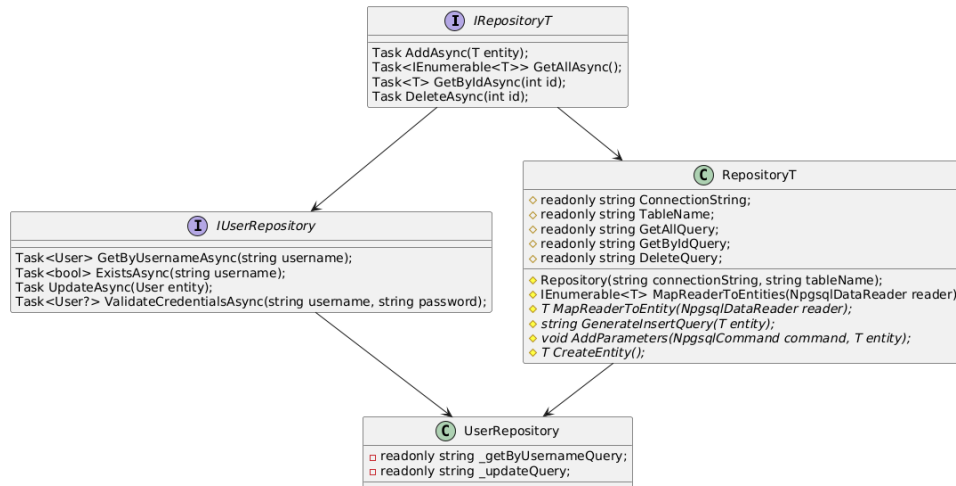 I IRepositoryT
Task AddAsync(T entity);
Task<IEnumerable<T>> GetAllAsync();
Task<T> GetByIdAsync(int id);
Task DeleteAsync(int id);
C RepositoryT
readonly string ConnectionString;
readonly string TableName;
readonly string GetAllQuery;
readonly string GetByIdQuery;
readonly string DeleteQuery;
Repository(string connectionString, string tableName);
IEnumerable<T> MapReaderToEntities(NpgsqlDataReader reader)
T MapReaderToEntity(NpgsqlDataReader reader);
string GenerateInsertQuery(T entity);
void AddParameters(NpgsqlCommand command, T entity);
T CreateEntity();
I IUserRepository
Task<User> GetByUsernameAsync(string username);
Task<bool> ExistsAsync(string username);
Task UpdateAsync(User entity);
Task<User?> ValidateCredentialsAsync(string username, string password);
C UserRepository
readonly string _getByUsernameQuery;
readonly string _updateQuery;